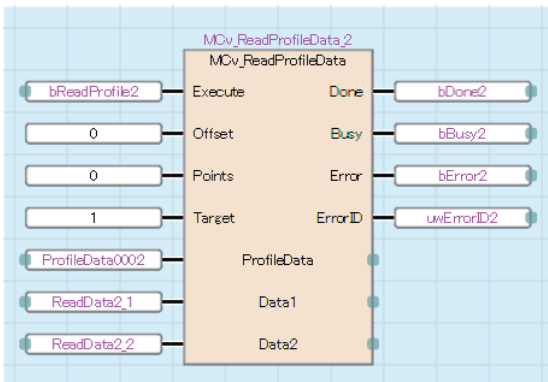 MCv_ReadProfileData_2
MCv_ReadProfileData
bReadProfile2 Execute Done bDone2
0 Offset Busy bBusy2
0 Points Error bError2
1 Target ErrorID uwErrorID2
ProfileData0002 ProfileData
ReadData2_1 Data1
ReadData2_2 Data2